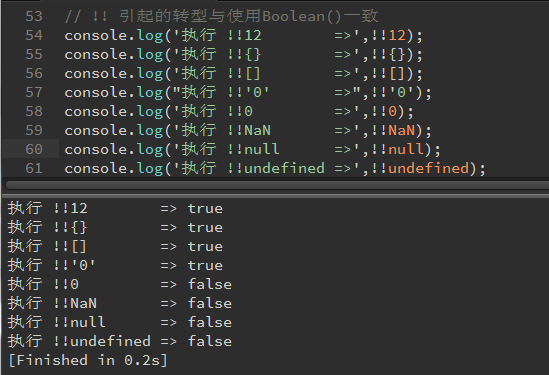 53 // !! 引起的转型与使用Boolean()一致
54 console.log('执行 !!12        =>',!!12);
55 console.log('执行 !!{}        =>',!!{});
56 console.log('执行 !![]        =>',!![]);
57 console.log("执行 !!'0'       =>",!!'0');
58 console.log('执行 !!0         =>',!!0);
59 console.log('执行 !!NaN       =>',!!NaN);
60 console.log('执行 !!null      =>',!!null);
61 console.log('执行 !!undefined =>',!!undefined);
执行 !!12        => true
执行 !!{}        => true
执行 !![]        => true
执行 !!'0'       => true
执行 !!0         => false
执行 !!NaN       => false
执行 !!null      => false
执行 !!undefined => false
[Finished in 0.2s]